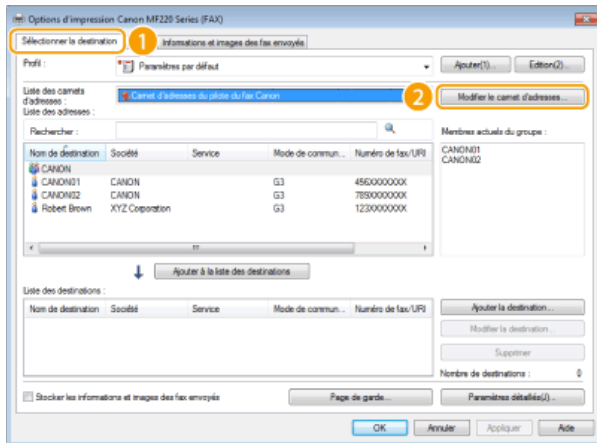 Options d'impression Canon MF220 Series (FAX)
Sélectionner la destination
1
Informations et images des fax envoyés
Profil :
Paramètres par défaut
Ajouter(1)...
Edition(2)...
Liste des carnets d'adresses :
Carnet d'adresses du pilote du fax Canon
2
Modifier le carnet d'adresses...
Liste des adresses :
Rechercher :
Membres actuels du groupe :
Nom de destination Société Service Mode de commun... Numéro de fax/URI
CANON
CANON01 CANON G3 456XXXXXXX
CANON02 CANON G3 789XXXXXXX
Robert Brown XYZ Corporation G3 123XXXXXXX
CANON01
CANON02
Ajouter à la liste des destinations
Liste des destinations :
Nom de destination Société Service Mode de commun... Numéro de fax/URI
Ajouter la destination...
Modifier la destination...
Supprimer
Nombre de destinations : 0
Stocker les informations et images des fax envoyés
Page de garde...
Paramètres détaillés(J)...
OK
Annuler
Appliquer
Aide